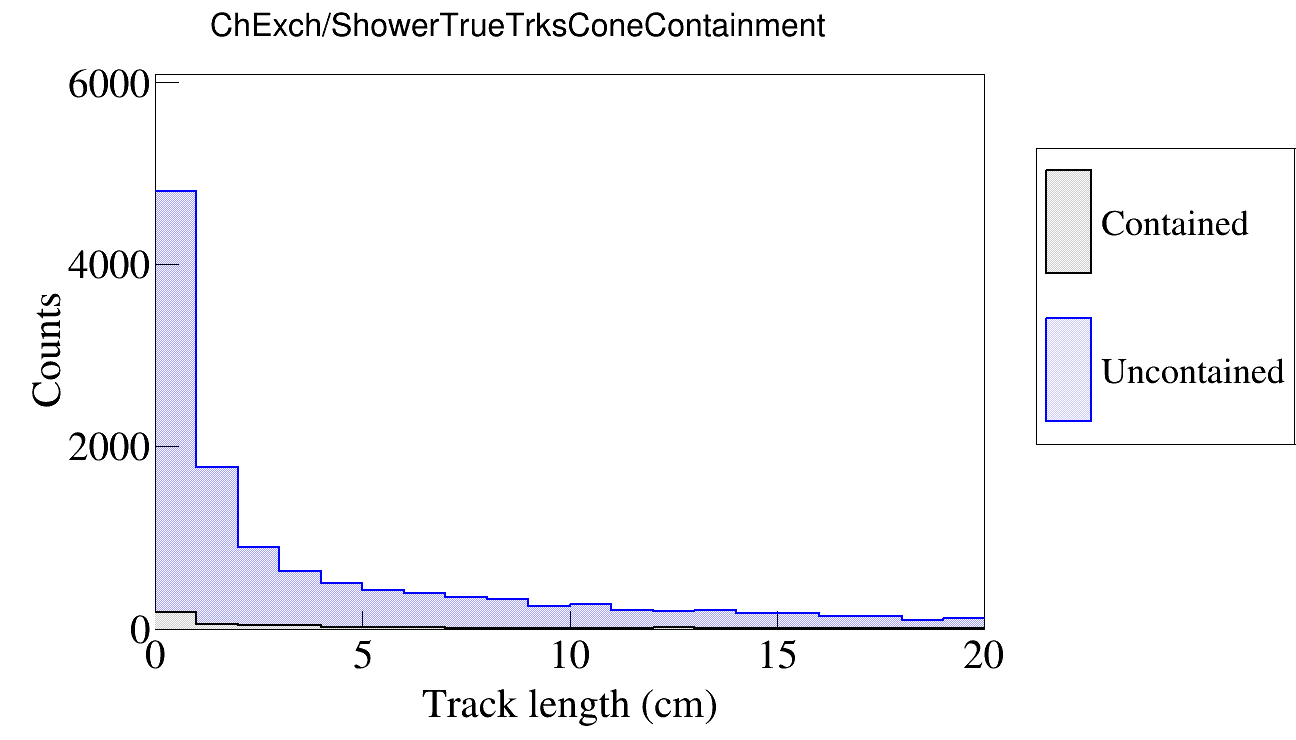 ChExch/ShowerTrueTrksConeContainment
6000
4000
2000
0
Counts
0 5 10 15 20
Track length (cm)
Contained
Uncontained